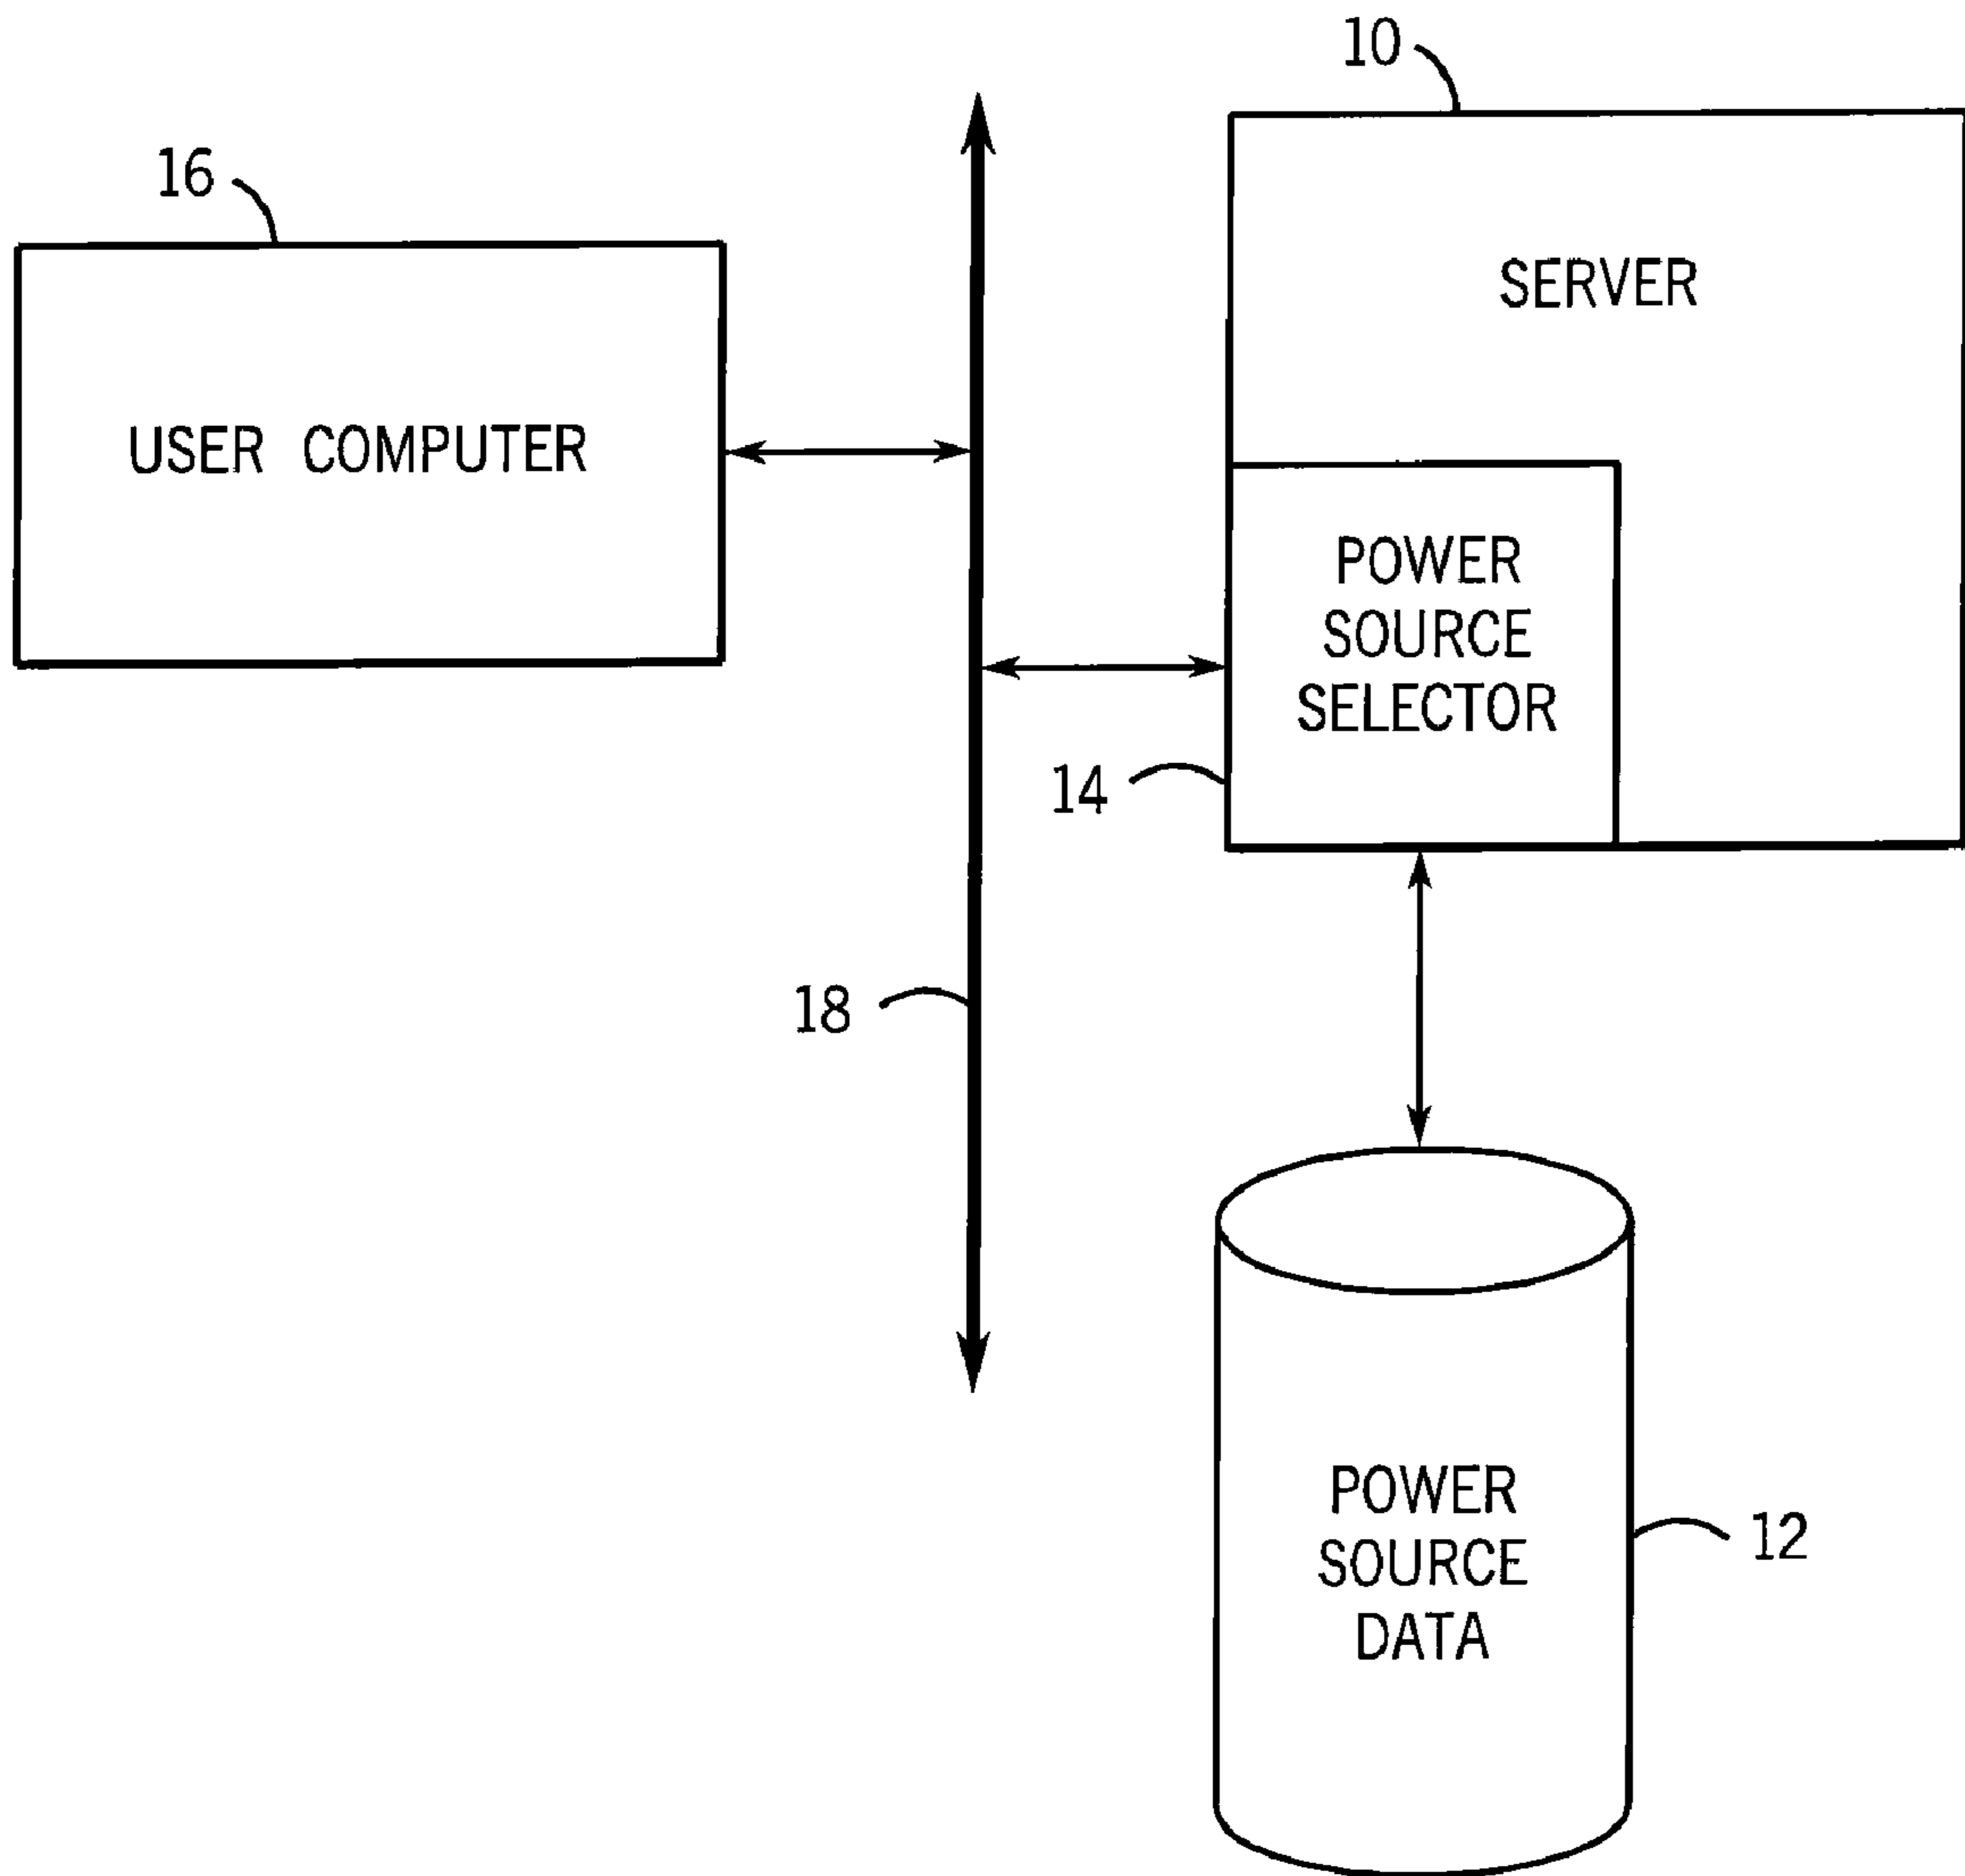 10
16
SERVER
USER COMPUTER
POWER
SOURCE
SELECTOR
14
18
POWER
SOURCE
DATA
12